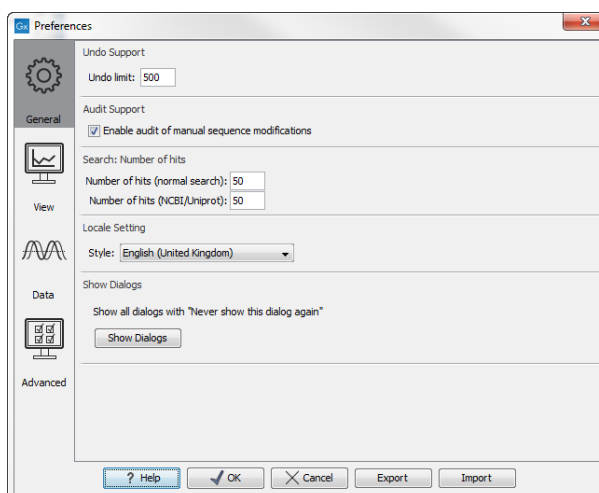 Gx Preferences
Undo Support
Undo limit: 500
General
Audit Support
Enable audit of manual sequence modifications
Search: Number of hits
Number of hits (normal search): 50
Number of hits (NCBI/Uniprot): 50
View
Locale Setting
Style: English (United Kingdom)
Data
Show Dialogs
Show all dialogs with "Never show this dialog again"
Show Dialogs
Advanced
? Help
OK
Cancel
Export
Import